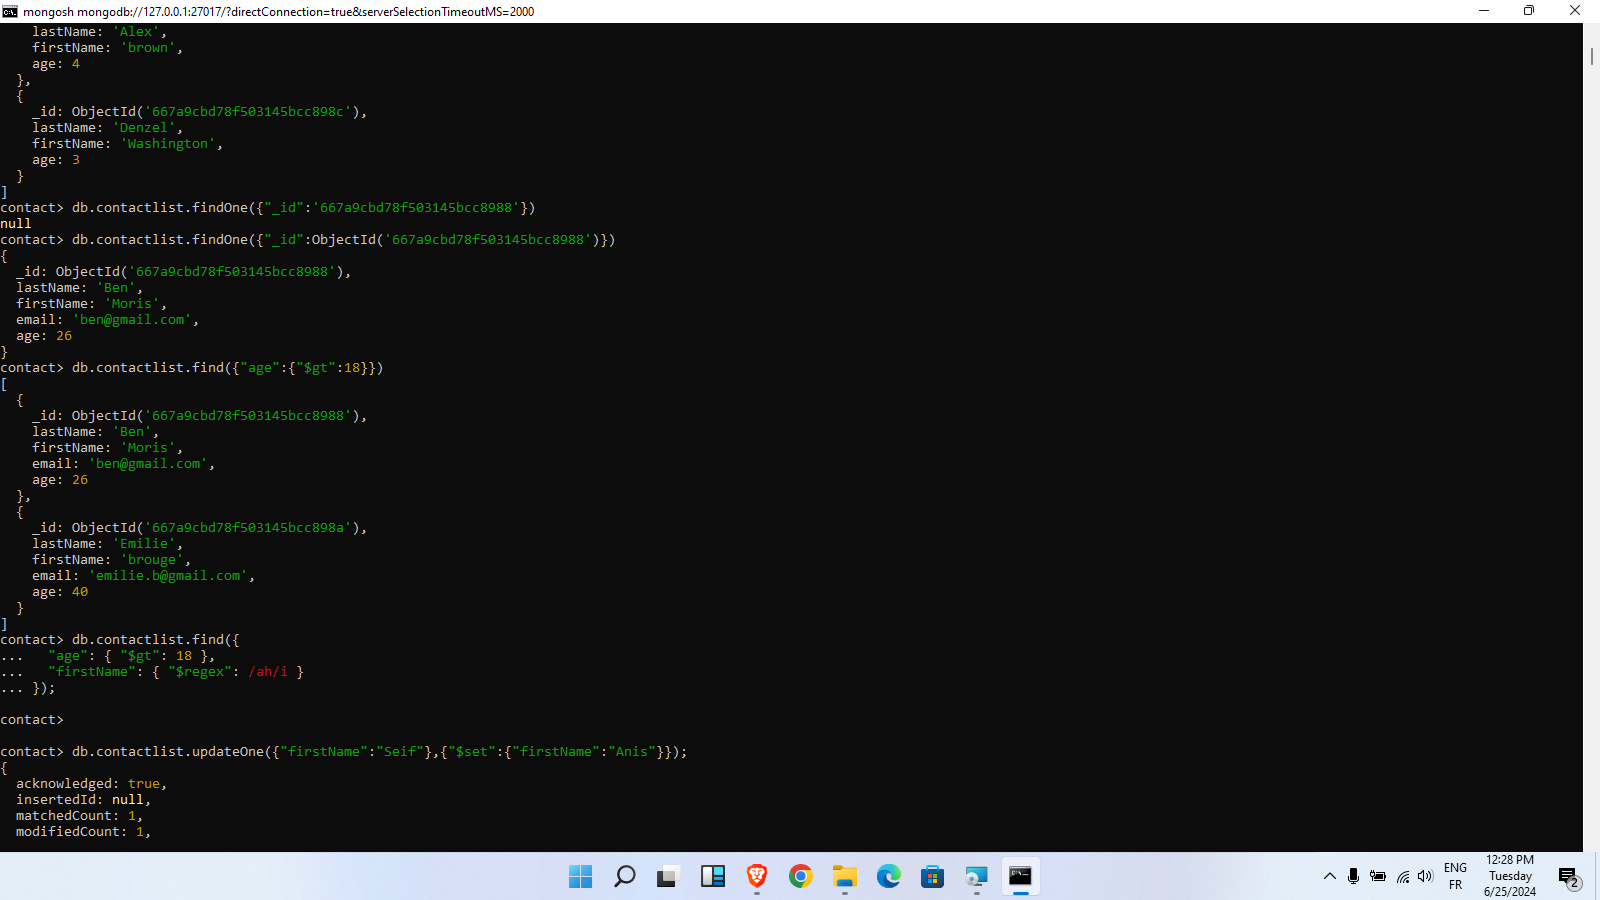 mongosh mongodb://127.0.0.1:27017/?directConnection=true&serverSelectionTimeoutMS=2000
    lastName: 'Alex',
    firstName: 'brown',
    age: 4
  },
  {
    _id: ObjectId('667a9cbd78f503145bcc898c'),
    lastName: 'Denzel',
    firstName: 'Washington',
    age: 3
  }
]
contact> db.contactlist.findOne({"_id":'667a9cbd78f503145bcc8988'})
null
contact> db.contactlist.findOne({"_id":ObjectId('667a9cbd78f503145bcc8988')})
{
  _id: ObjectId('667a9cbd78f503145bcc8988'),
  lastName: 'Ben',
  firstName: 'Moris',
  email: 'ben@gmail.com',
  age: 26
}
contact> db.contactlist.find({"age":{"$gt":18}})
[
  {
    _id: ObjectId('667a9cbd78f503145bcc8988'),
    lastName: 'Ben',
    firstName: 'Moris',
    email: 'ben@gmail.com',
    age: 26
  },
  {
    _id: ObjectId('667a9cbd78f503145bcc898a'),
    lastName: 'Emilie',
    firstName: 'brouge',
    email: 'emilie.b@gmail.com',
    age: 40
  }
]
contact> db.contactlist.find({
...   "age": { "$gt": 18 },
...   "firstName": { "$regex": /ah/i }
... });

contact>

contact> db.contactlist.updateOne({"firstName":"Seif"},{"$set":{"firstName":"Anis"}});
{
  acknowledged: true,
  insertedId: null,
  matchedCount: 1,
  modifiedCount: 1,
ENG
FR
12:28 PM
Tuesday
6/25/2024
2